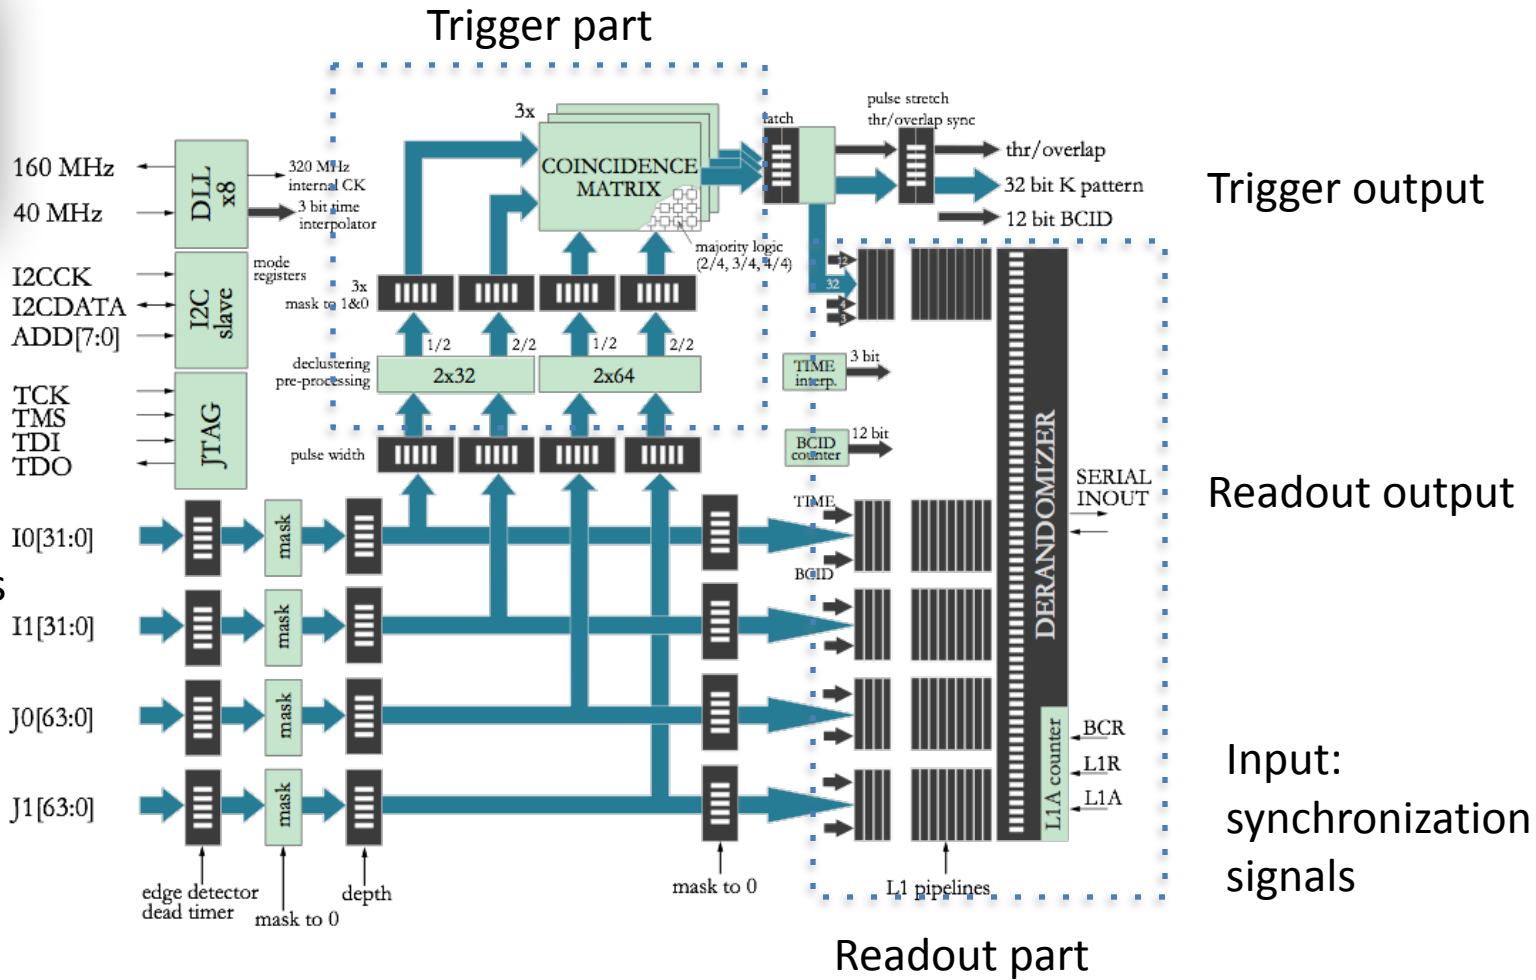 Trigger part
3x
COINCIDENCE
MATRIX
majority logic
(2/4, 3/4, 4/4)
latch
pulse stretch
thr/overlap sync
thr/overlap
32 bit K pattern
12 bit BCID
Trigger output
160 MHz
40 MHz
DLL
x8
320 MHz
internal CK
3 bit time
interpolator
I2CCK
I2CDATA
ADD[7:0]
I2C
slave
mode
registers
TCK
TMS
TDI
TDO
JTAG
3x
mask to 1&0
1/2
2/2
1/2
2/2
declustering
pre-processing
2x32
2x64
pulse width
12
32
4
3
TIME
interp.
3 bit
BCID
counter
12 bit
DERANDOMIZER
SERIAL
INOUT
Readout output
I0[31:0]
mask
TIME
BCID
s
I1[31:0]
mask
J0[63:0]
mask
J1[63:0]
mask
L1A counter
BCR
L1R
L1A
Input:
synchronization
signals
edge detector
dead timer
mask to 0
depth
mask to 0
L1 pipelines
Readout part